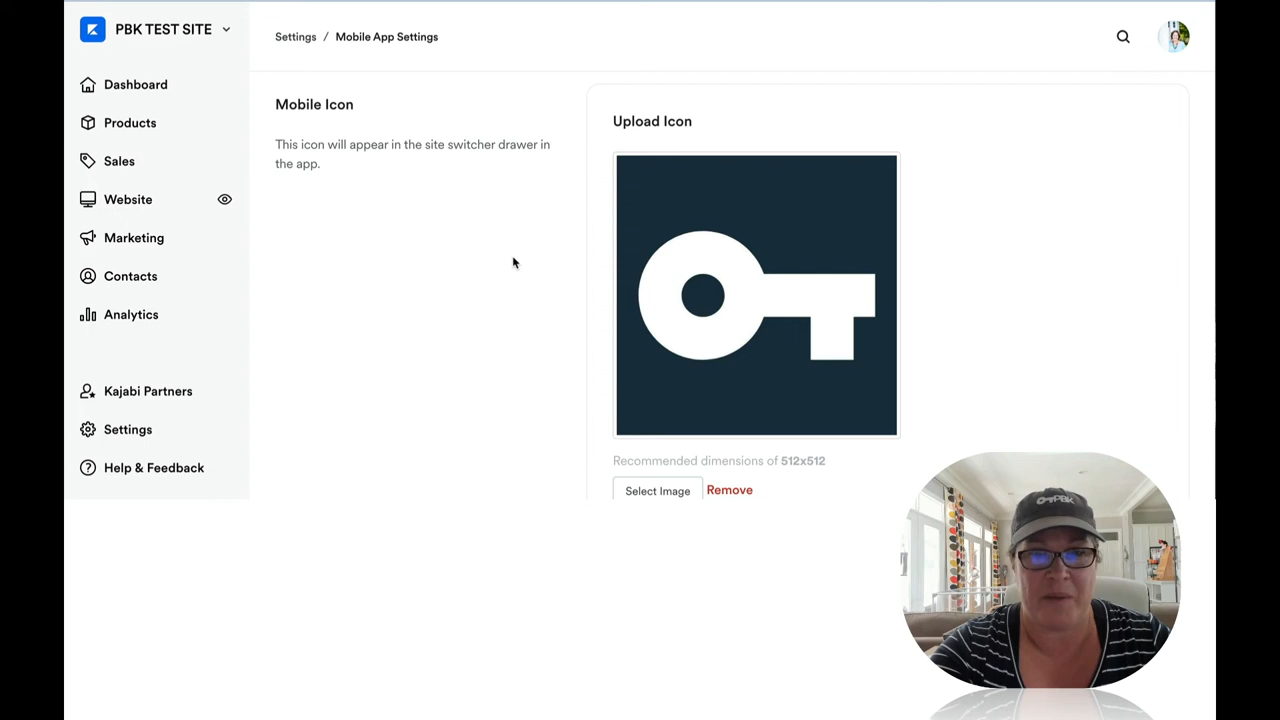 PBK TEST SITE
Dashboard
Products
Sales
Website
Marketing
Contacts
Analytics
Kajabi Partners
Settings
Help & Feedback
Settings / Mobile App Settings
Mobile Icon
This icon will appear in the site switcher drawer in
the app.
Upload Icon
Recommended dimensions of 512x512
Select Image Remove
PBK